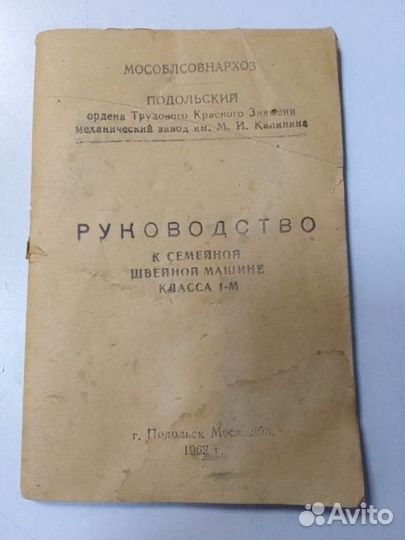 МОСОБЛСОВНАРХОЗ
ПОДОЛЬСКИЙ
ордена Трудового Красного Знамени
механический завод им. М. И. Калинина
РУКОВОДСТВО
К СЕМЕЙНОЙ
ШВЕЙНОЙ МАШИНЕ
КЛАССА 1-М
г. Подольск Моск. обл.
1962 г.
Avito